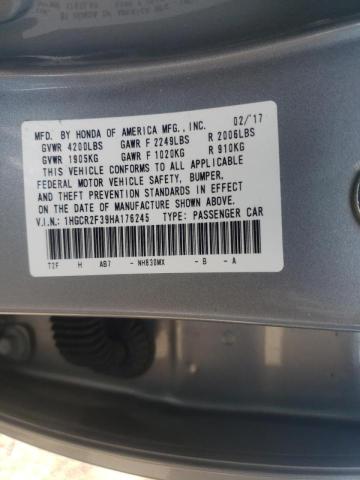 MFD. BY HONDA OF AMERICA MFG.,INC. 02/17
GVWR 4200LBS GAWR F 2249LBS R 2006LBS
GVWR 1905KG GAWR F 1020KG R 910KG
THIS VEHICLE CONFORMS TO ALL APPLICABLE
FEDERAL MOTOR VEHICLE SAFETY, BUMPER,
AND THEFT PREVENTION STANDARDS IN EFFECT
ON THE DATE OF MANUFACTURE SHOWN ABOVE.
V.I.N.: 1HGCR2F39HA176245 TYPE: PASSENGER CAR
T2F H AB7 - NH830MX - B - A